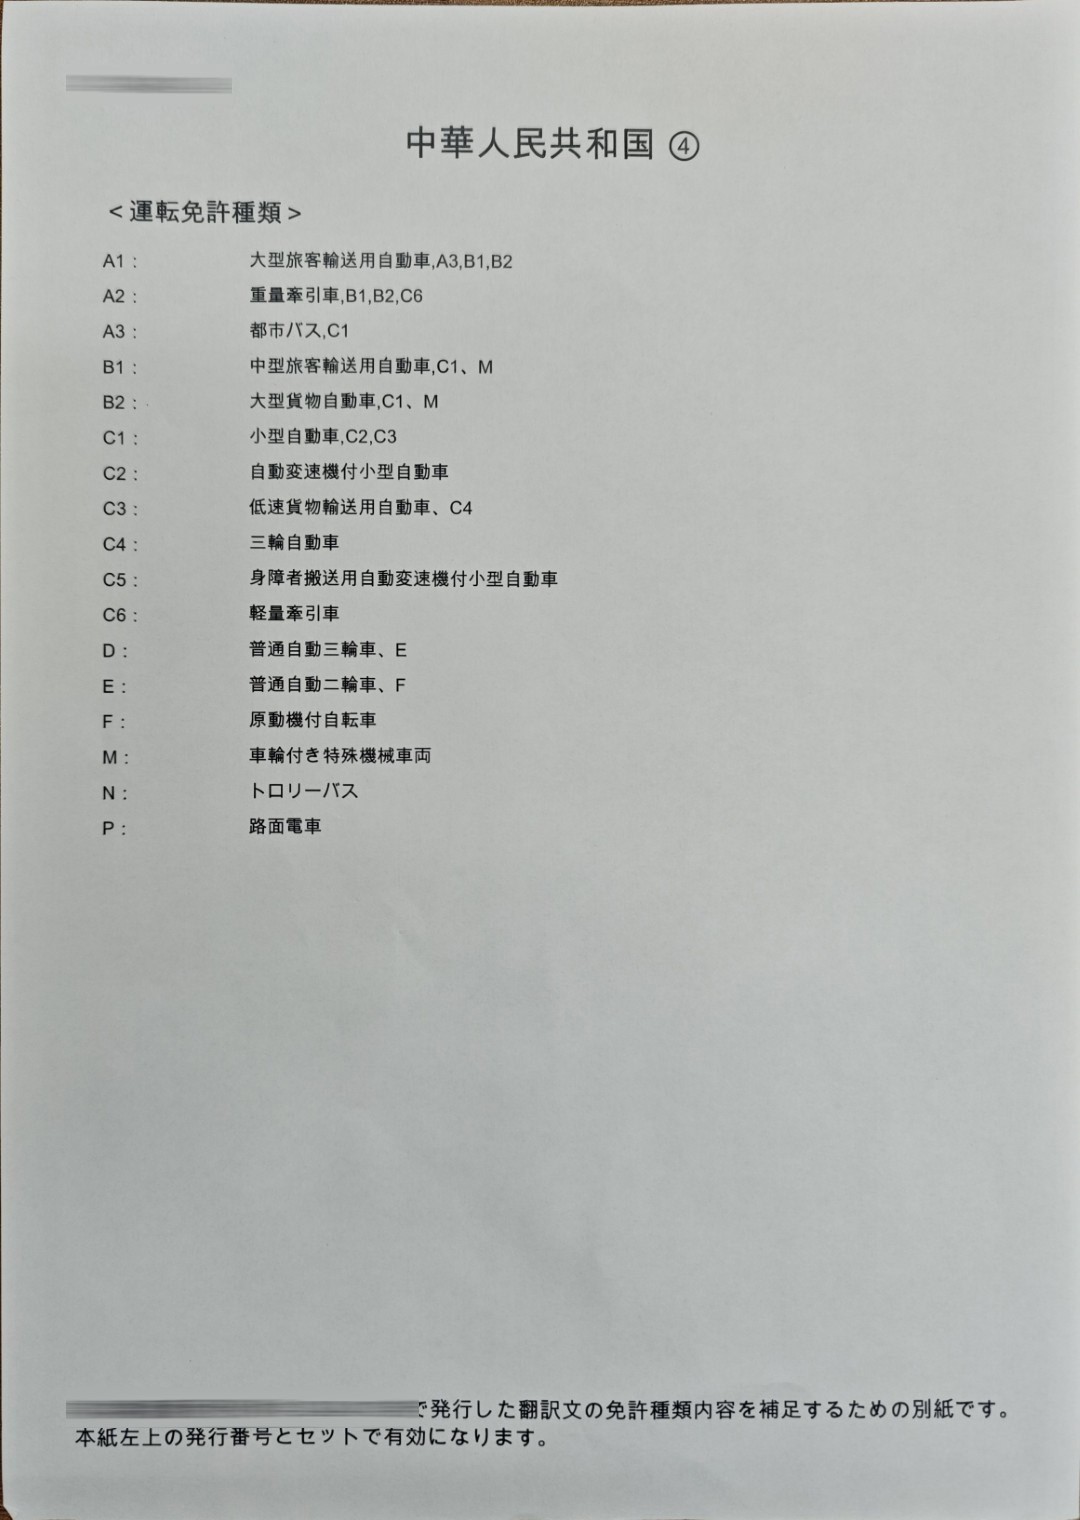 中華人民共和国 ④
＜運転免許種類＞
A1： 大型旅客輸送用自動車,A3,B1,B2
A2： 重量牽引車,B1,B2,C6
A3： 都市バス,C1
B1： 中型旅客輸送用自動車,C1、M
B2： 大型貨物自動車,C1、M
C1： 小型自動車,C2,C3
C2： 自動変速機付小型自動車
C3： 低速貨物輸送用自動車、C4
C4： 三輪自動車
C5： 身障者搬送用自動変速機付小型自動車
C6： 軽量牽引車
D： 普通自動三輪車、E
E： 普通自動二輪車、F
F： 原動機付自転車
M： 車輪付き特殊機械車両
N： トロリーバス
P： 路面電車
で発行した翻訳文の免許種類内容を補足するための別紙です。
本紙左上の発行番号とセットで有効になります。